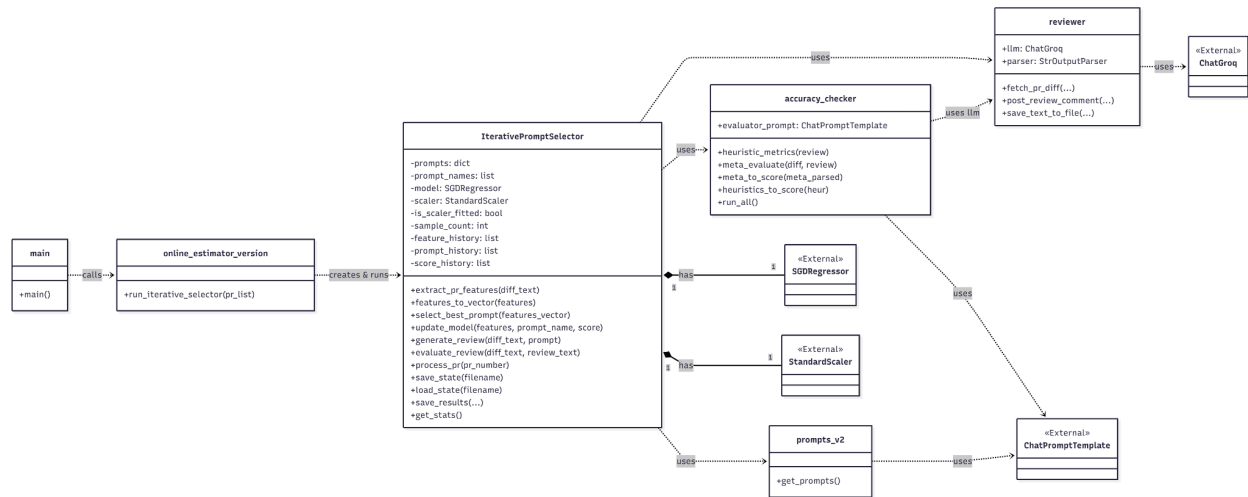 main
+main()
calls
online_estimator_version
+run_iterative_selector(pr_list)
creates & runs
IterativePromptSelector
-prompts: dict
-prompt_names: list
-model: SGDRegressor
-scaler: StandardScaler
-is_scaler_fitted: bool
-sample_count: int
-feature_history: list
-prompt_history: list
-score_history: list
+extract_pr_features(diff_text)
+features_to_vector(features)
+select_best_prompt(features_vector)
+update_model(features, prompt_name, score)
+generate_review(diff_text, prompt)
+evaluate_review(diff_text, review_text)
+process_pr(pr_number)
+save_state(filename)
+load_state(filename)
+save_results(...)
+get_stats()
uses
uses
1
has
1
1
has
1
uses
accuracy_checker
+evaluator_prompt: ChatPromptTemplate
+heuristic_metrics(review)
+meta_evaluate(diff, review)
+meta_to_score(meta_parsed)
+heuristics_to_score(heur)
+run_all()
«External»
SGDRegressor
«External»
StandardScaler
prompts_v2
+get_prompts()
uses llm
uses
uses
reviewer
+llm: ChatGroq
+parser: StrOutputParser
+fetch_pr_diff(...)
+post_review_comment(...)
+save_text_to_file(...)
uses
«External»
ChatGroq
«External»
ChatPromptTemplate